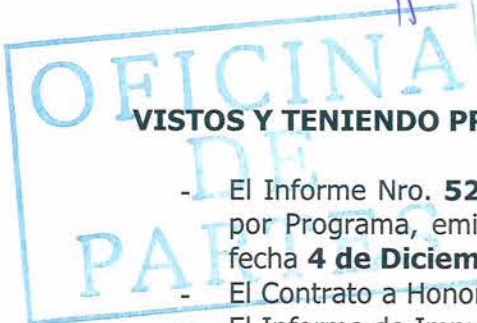 OFICINA
DE
PARTES
VISTOS Y TENIENDO PR
- El Informe Nro. 52
por Programa, emi
fecha 4 de Diciem
- El Contrato a Honor